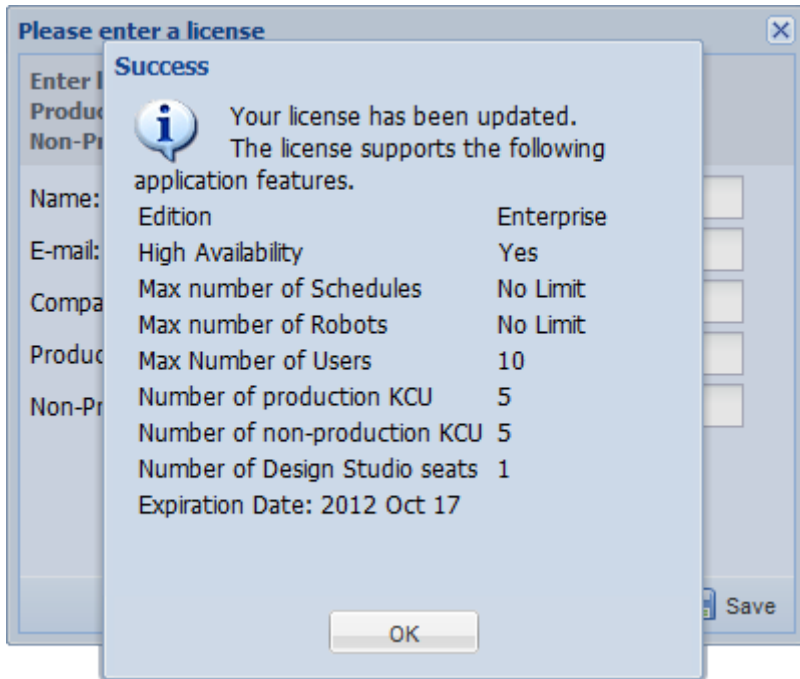 Please enter a license
Enter
Success
Your license has been updated.
The license supports the following
application features.
Name:
E-mail:
Edition Enterprise
High Availability Yes
Max number of Schedules No Limit
Max number of Robots No Limit
Max Number of Users 10
Number of production KCU 5
Number of non-production KCU 5
Number of Design Studio seats 1
Expiration Date: 2012 Oct 17
OK
Save